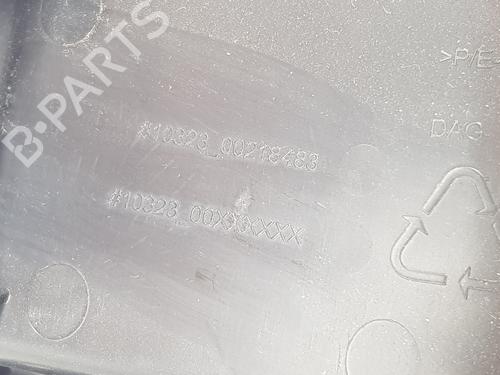 B-PARTS
>P/E-
#10323_00218483
DAG
#10323_00XXXXXX